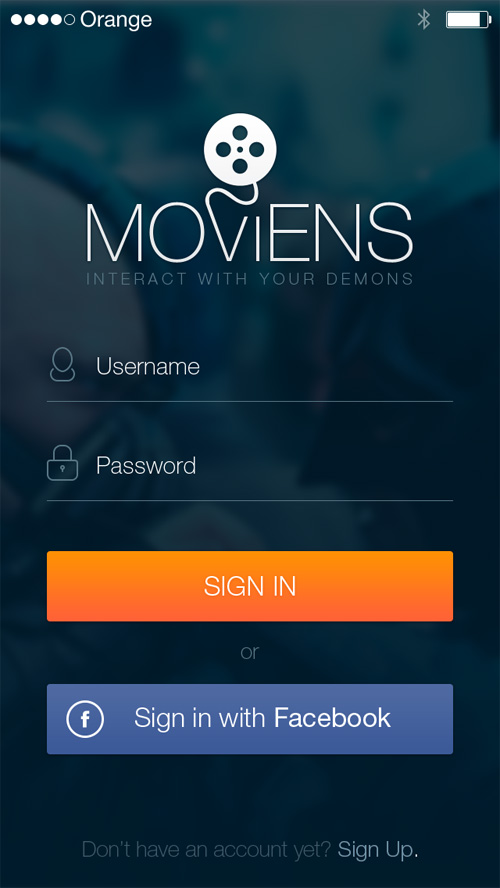 Orange
MOViENS
INTERACT WITH YOUR DEMONS
Username
Password
SIGN IN
or
f Sign in with Facebook
Don't have an account yet? Sign Up.